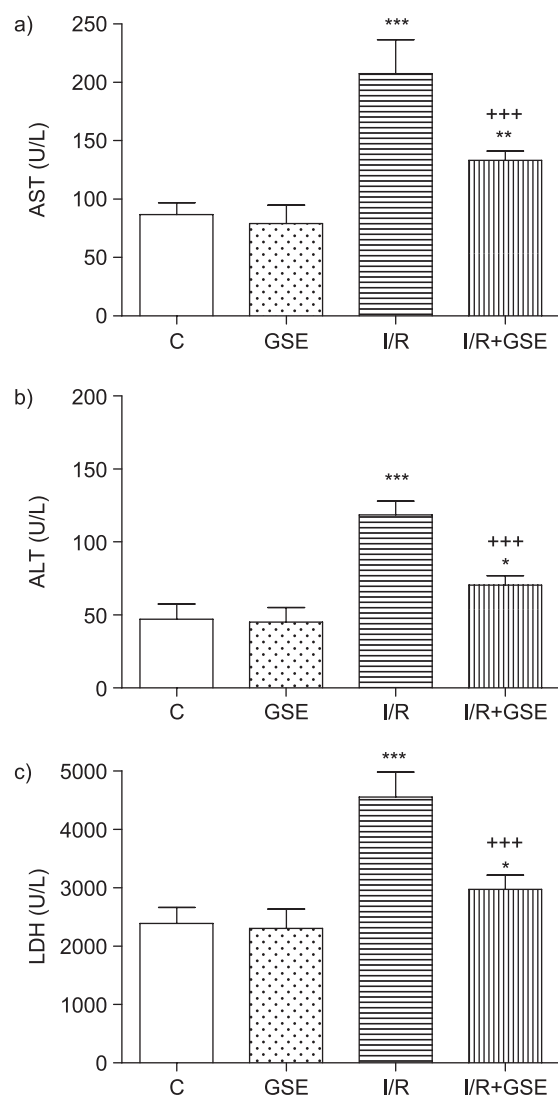 a)
AST (U/L)
250
200
150
100
50
0
***
+++
**
C GSE I/R I/R+GSE
b)
ALT (U/L)
200
150
100
50
0
***
+++
*
C GSE I/R I/R+GSE
c)
LDH (U/L)
5000
4000
3000
2000
1000
0
***
+++
*
C GSE I/R I/R+GSE